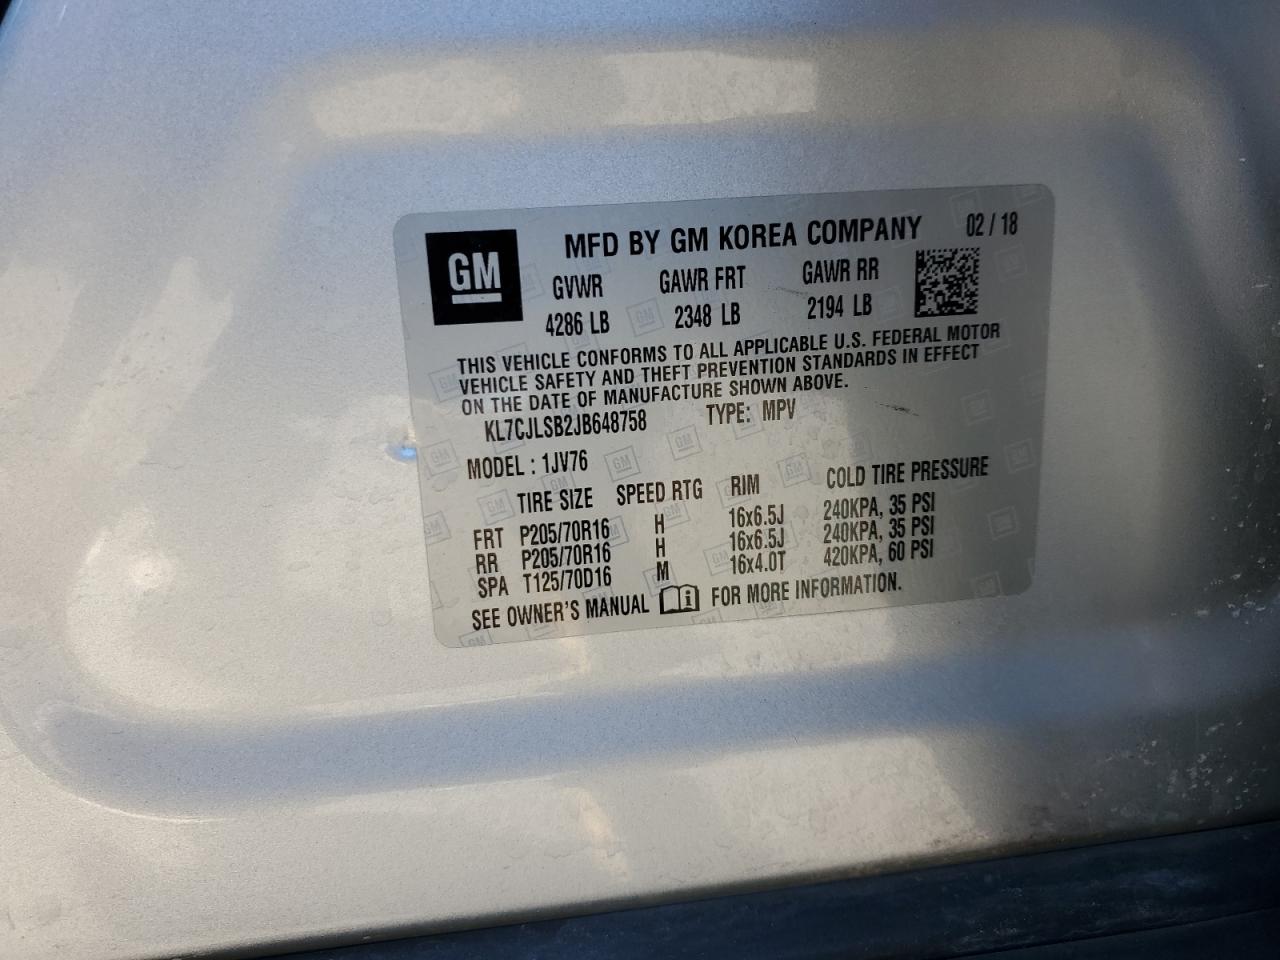 GM
MFD BY GM KOREA COMPANY 02 / 18
GVWR GAWR FRT GAWR RR
4286 LB 2348 LB 2194 LB
THIS VEHICLE CONFORMS TO ALL APPLICABLE U.S. FEDERAL MOTOR
VEHICLE SAFETY AND THEFT PREVENTION STANDARDS IN EFFECT
ON THE DATE OF MANUFACTURE SHOWN ABOVE.
KL7CJLSB2JB648758 TYPE: MPV
MODEL : 1JV76
TIRE SIZE SPEED RTG RIM COLD TIRE PRESSURE
FRT P205/70R16 H 16x6.5J 240KPA, 35 PSI
RR P205/70R16 H 16x6.5J 240KPA, 35 PSI
SPA T125/70D16 M 16x4.0T 420KPA, 60 PSI
SEE OWNER'S MANUAL i FOR MORE INFORMATION.